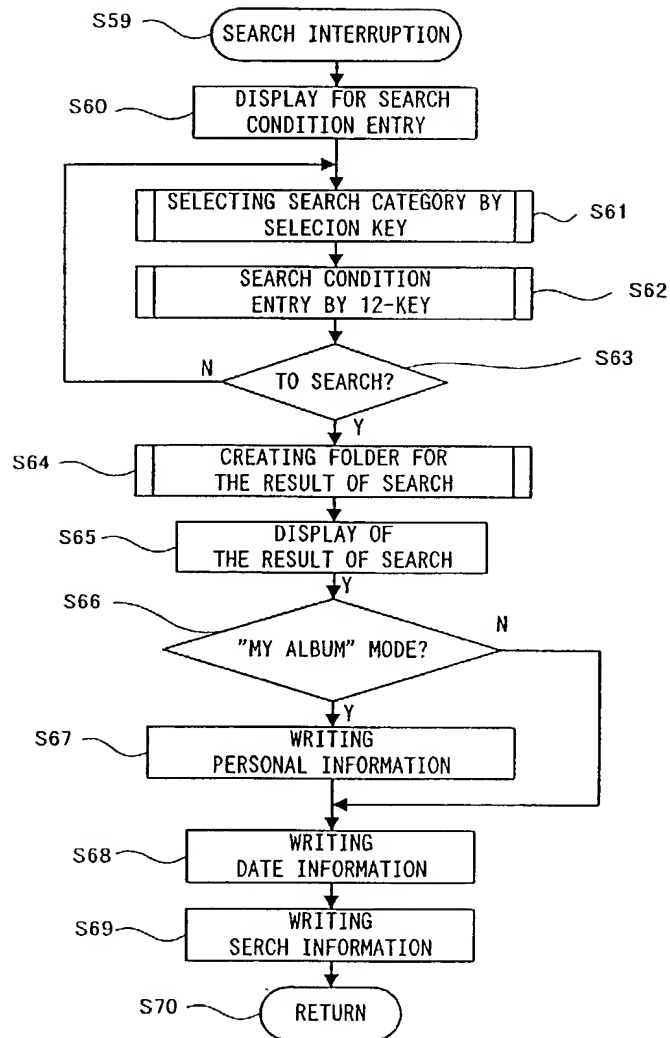 S59
SEARCH INTERRUPTION
S60
DISPLAY FOR SEARCH
CONDITION ENTRY
SELECTING SEARCH CATEGORY BY
SELECION KEY
S61
SEARCH CONDITION
ENTRY BY 12-KEY
S62
S63
N
TO SEARCH?
Y
S64
CREATING FOLDER FOR
THE RESULT OF SEARCH
S65
DISPLAY OF
THE RESULT OF SEARCH
Y
S66
N
"MY ALBUM" MODE?
Y
S67
WRITING
PERSONAL INFORMATION
S68
WRITING
DATE INFORMATION
S69
WRITING
SERCH INFORMATION
S70
RETURN